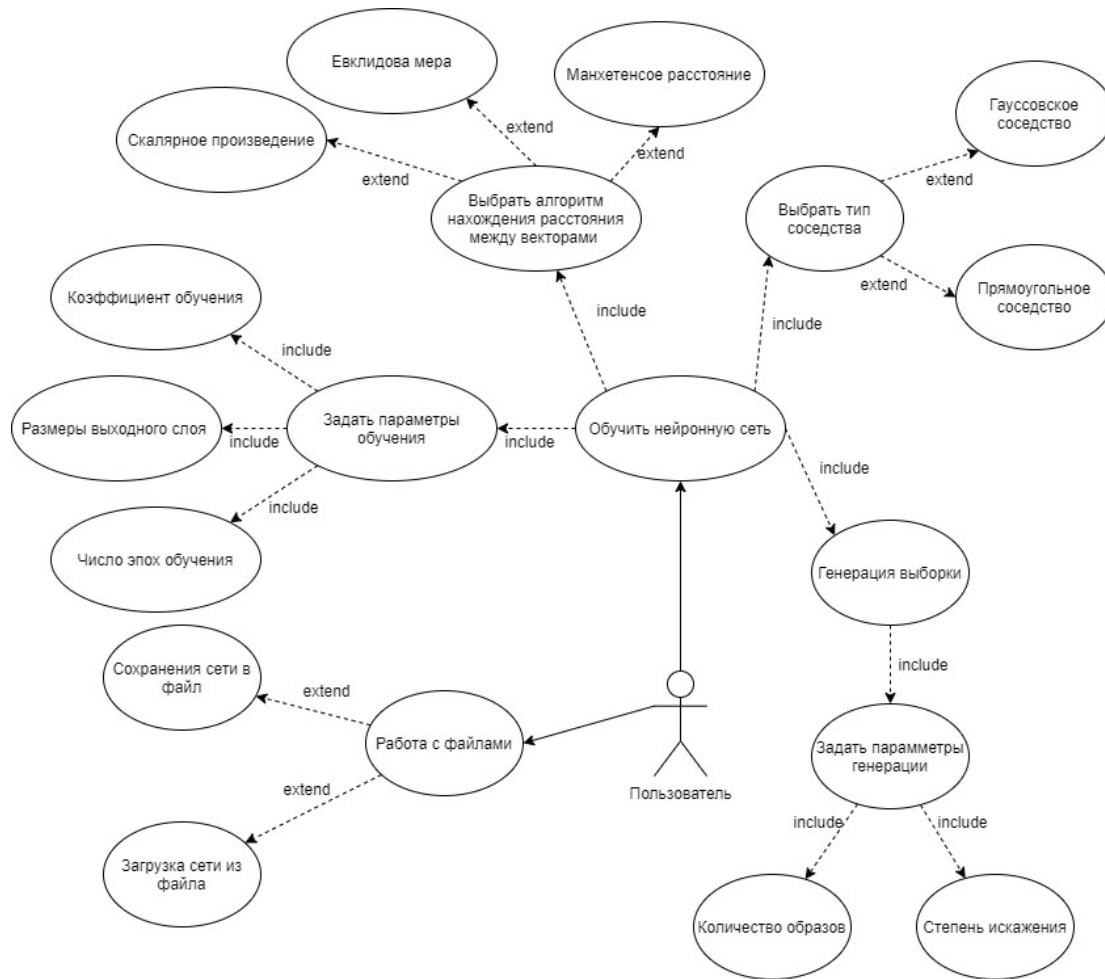 Евклидова мера
Манхетенсое расстояние
Гауссовское
соседство
Скалярное произведение
extend
extend
extend
extend
Выбрать алгоритм
нахождения расстояния
между векторами
Выбрать тип
соседства
extend
Прямоугольное
соседство
Коэффициент обучения
include
include
include
Размеры выходного слоя
include
Задать параметры
обучения
include
Обучить нейронную сеть
include
include
Число эпох обучения
Генерация выборки
include
Сохранения сети в
файл
extend
Работа с файлами
Задать парамметры
генерации
extend
Пользователь
include
include
Загрузка сети из
файла
Количество образов
Степень искажения